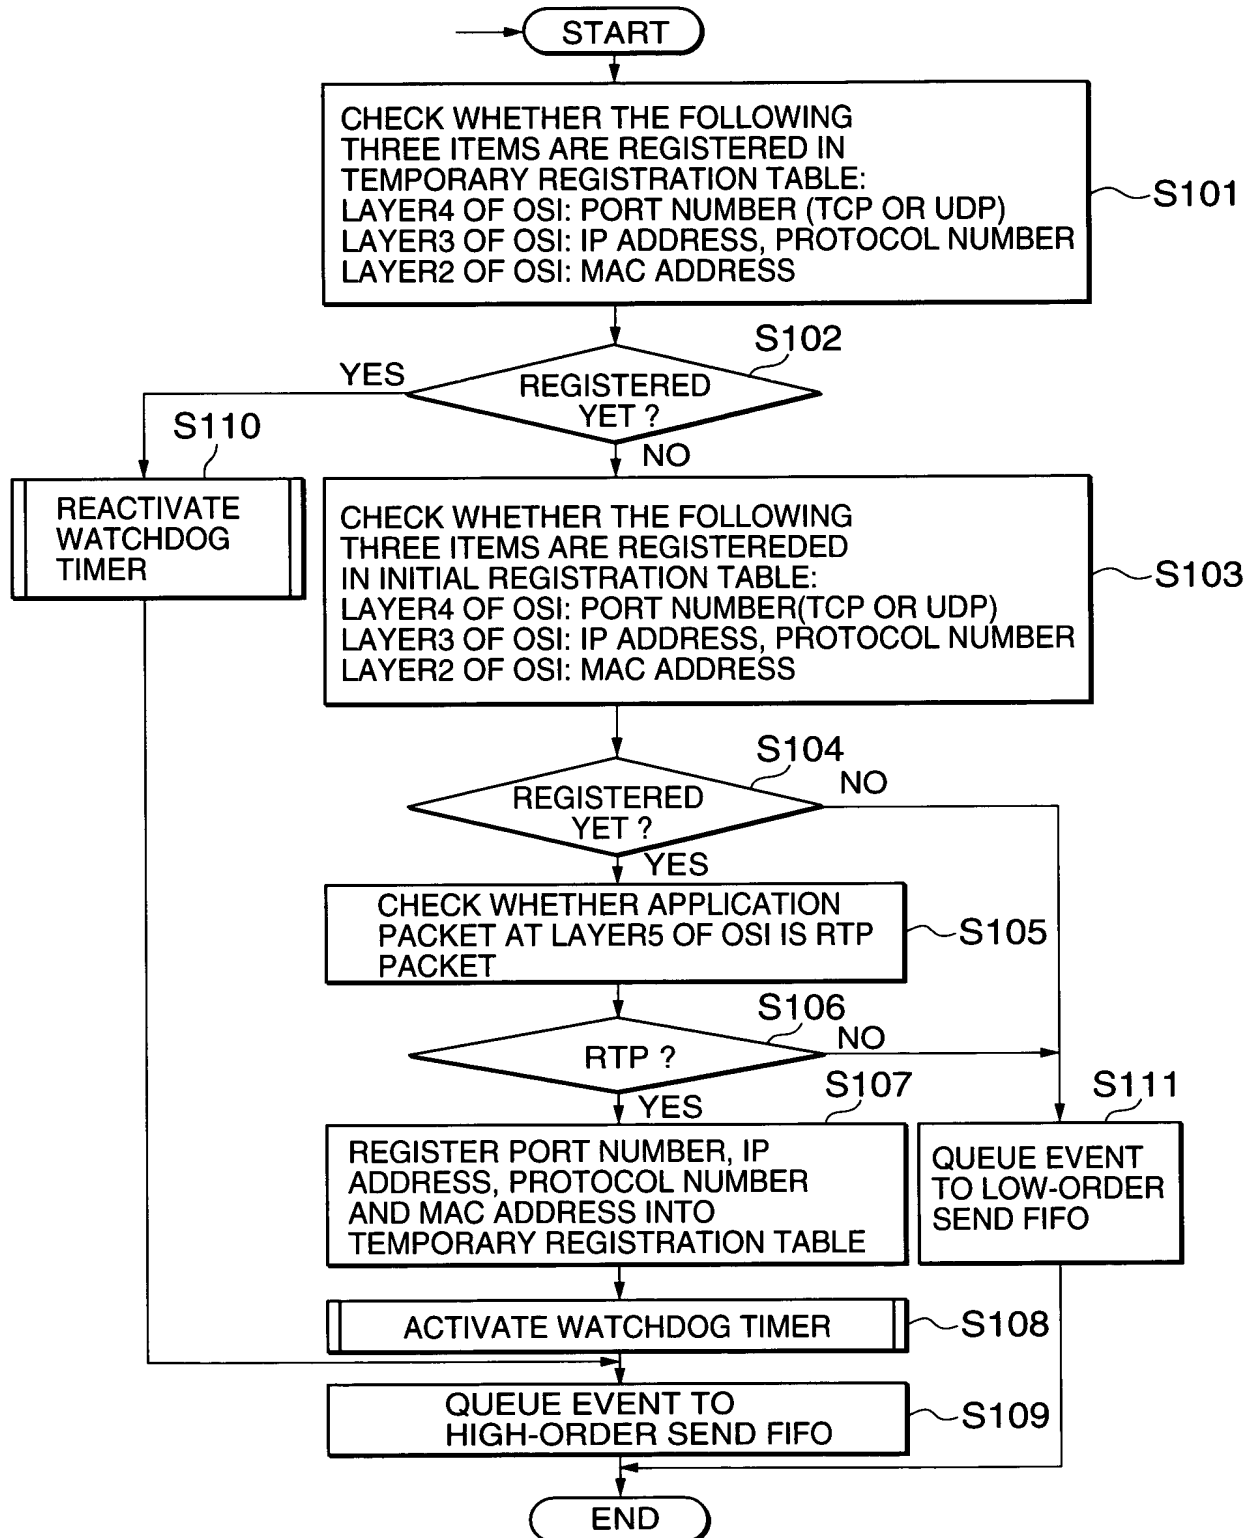 START
CHECK WHETHER THE FOLLOWING
THREE ITEMS ARE REGISTERED IN
TEMPORARY REGISTRATION TABLE:
LAYER4 OF OSI: PORT NUMBER (TCP OR UDP)
LAYER3 OF OSI: IP ADDRESS, PROTOCOL NUMBER
LAYER2 OF OSI: MAC ADDRESS
S101
S102
YES
REGISTERED
YET ?
S110
NO
REACTIVATE
WATCHDOG
TIMER
CHECK WHETHER THE FOLLOWING
THREE ITEMS ARE REGISTEREDED
IN INITIAL REGISTRATION TABLE:
LAYER4 OF OSI: PORT NUMBER(TCP OR UDP)
LAYER3 OF OSI: IP ADDRESS, PROTOCOL NUMBER
LAYER2 OF OSI: MAC ADDRESS
S103
S104
NO
REGISTERED
YET ?
YES
CHECK WHETHER APPLICATION
PACKET AT LAYER5 OF OSI IS RTP
PACKET
S105
S106
RTP ?
NO
YES
S107
S111
REGISTER PORT NUMBER, IP
ADDRESS, PROTOCOL NUMBER
AND MAC ADDRESS INTO
TEMPORARY REGISTRATION TABLE
QUEUE EVENT
TO LOW-ORDER
SEND FIFO
ACTIVATE WATCHDOG TIMER
S108
QUEUE EVENT TO
HIGH-ORDER SEND FIFO
S109
END